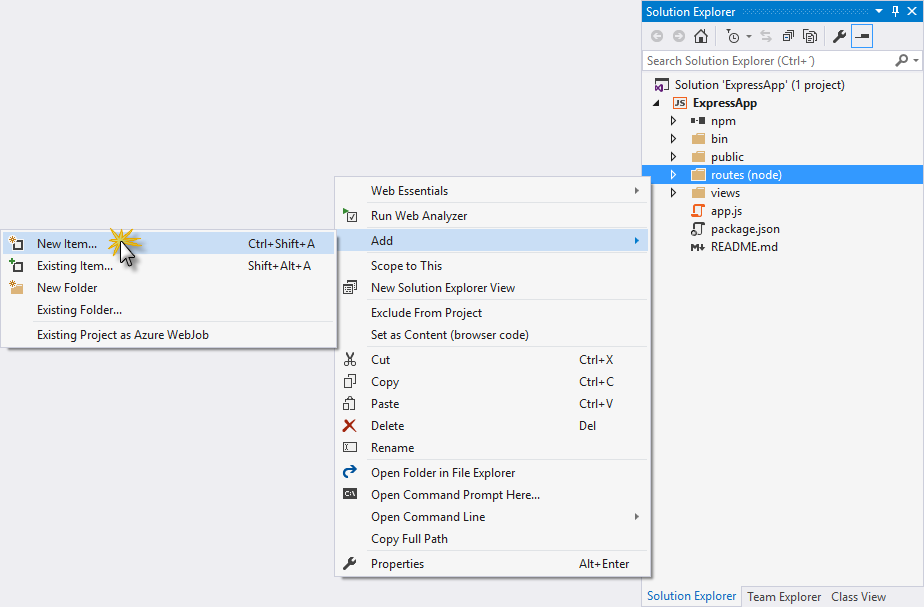 Solution Explorer
Search Solution Explorer (Ctrl+´)
Solution 'ExpressApp' (1 project)
JS ExpressApp
npm
bin
public
routes (node)
views
app.js
package.json
README.md
Web Essentials
Run Web Analyzer
Add
Scope to This
New Solution Explorer View
Exclude From Project
Set as Content (browser code)
Cut Ctrl+X
Copy Ctrl+C
Paste Ctrl+V
Delete Del
Rename
Open Folder in File Explorer
Open Command Prompt Here...
Open Command Line
Copy Full Path
Properties Alt+Enter
New Item... Ctrl+Shift+A
Existing Item... Shift+Alt+A
New Folder
Existing Folder...
Existing Project as Azure WebJob
Solution Explorer Team Explorer Class View